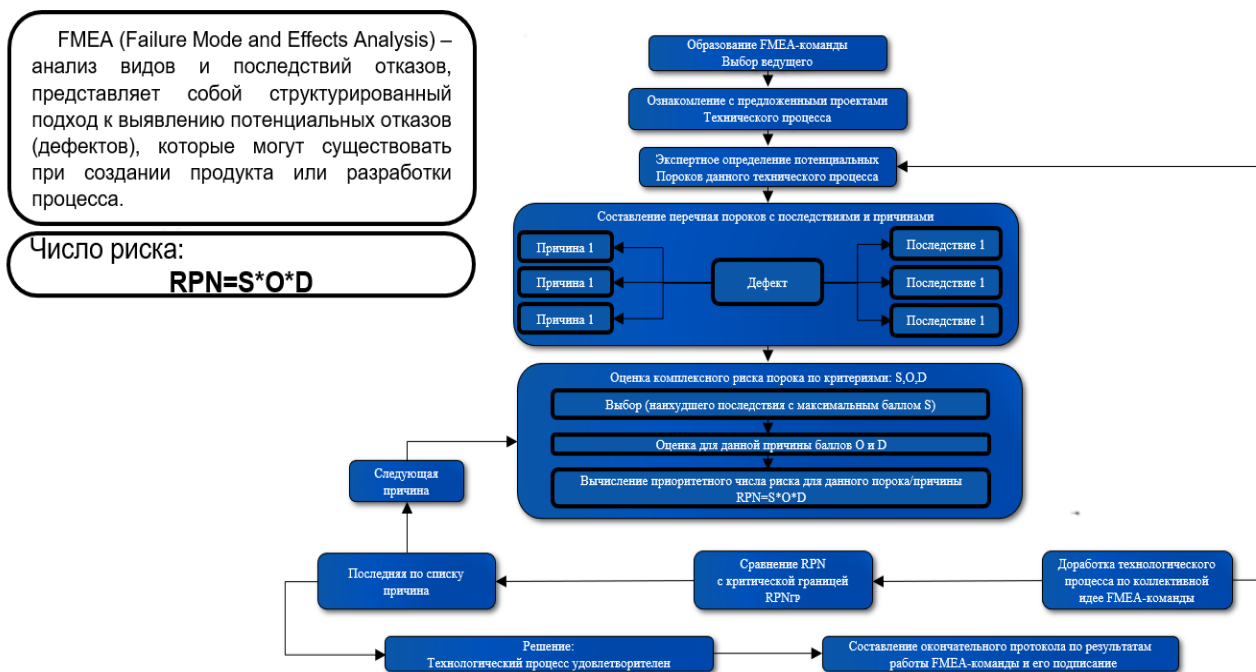 FMEA (Failure Mode and Effects Analysis) –
анализ видов и последствий отказов,
представляет собой структурированный
подход к выявлению потенциальных отказов
(дефектов), которые могут существовать
при создании продукта или разработки
процесса.
Число риска:
RPN=S*O*D
Образование FMEA-команды
Выбор ведущего
Ознакомление с предложенными проектами
Технического процесса
Экспертное определение потенциальных
Пороков данного технического процесса
Составление перечная пороков с последствиями и причинами
Причина 1
Причина 1
Причина 1
Дефект
Последствие 1
Последствие 1
Последствие 1
Оценка комплексного риска порока по критериями: S,O,D
Выбор (наихудшего последствия с максимальным баллом S)
Оценка для данной причины баллов O и D
Вычисление приоритетного числа риска для данного порока/причины
RPN=S*O*D
Следующая
причина
Последняя по списку
причина
Сравнение RPN
с критической границей
RPNгр
Доработка технологического
процесса по коллективной
идее FMEA-команды
Решение:
Технологический процесс удовлетворителен
Составление окончательного протокола по результатам
работы FMEA-команды и его подписание